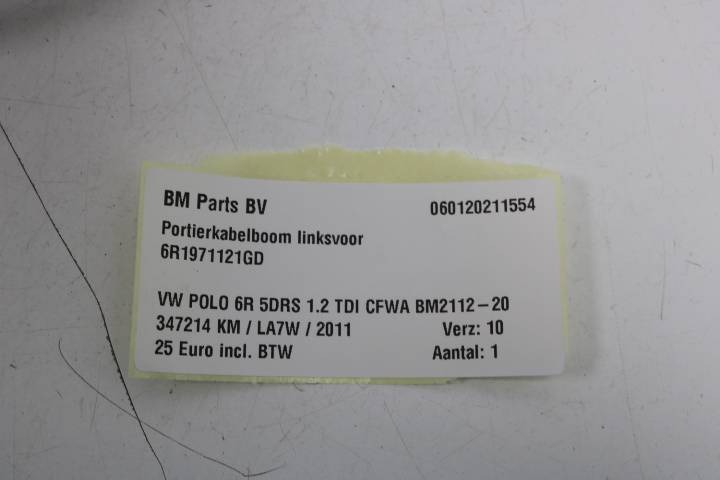 BM Parts BV 060120211554
Portierkabelboom linksvoor
6R1971121GD
VW POLO 6R 5DRS 1.2 TDI CFWA BM2112-20
347214 KM / LA7W / 2011 Verz: 10
25 Euro incl. BTW Aantal: 1